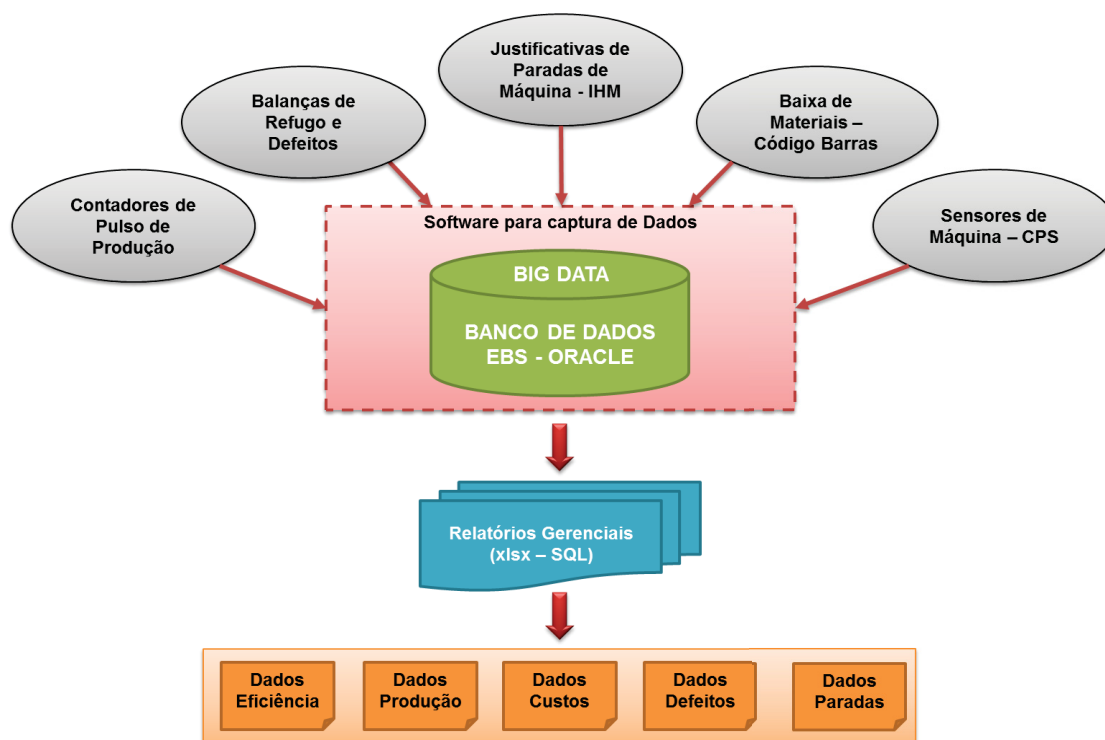 Justificativas de
Paradas de
Máquina - IHM
Balanças de
Refugo e
Defeitos
Baixa de
Materiais –
Código Barras
Contadores de
Pulso de
Produção
Software para captura de Dados
Sensores de
Máquina – CPS
BIG DATA
BANCO DE DADOS
EBS - ORACLE
Relatórios Gerenciais
(xlsx – SQL)
Dados
Eficiência
Dados
Produção
Dados
Custos
Dados
Defeitos
Dados
Paradas